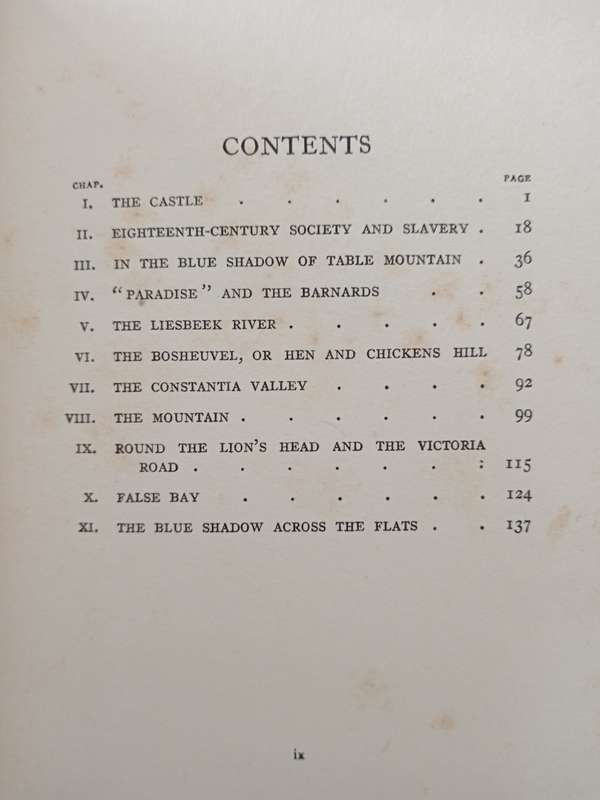 CONTENTS
CHAP. PAGE
I. THE CASTLE . . . . . . 1
II. EIGHTEENTH-CENTURY SOCIETY AND SLAVERY . 18
III. IN THE BLUE SHADOW OF TABLE MOUNTAIN . 36
IV. “PARADISE” AND THE BARNARDS . . 58
V. THE LIESBEEK RIVER . . . . . 67
VI. THE BOSHEUVEL, OR HEN AND CHICKENS HILL 78
VII. THE CONSTANTIA VALLEY . . . . 92
VIII. THE MOUNTAIN . . . . . . 99
IX. ROUND THE LION'S HEAD AND THE VICTORIA
ROAD . . . . . . : 115
X. FALSE BAY . . . . . . 124
XI. THE BLUE SHADOW ACROSS THE FLATS . . 137
ix